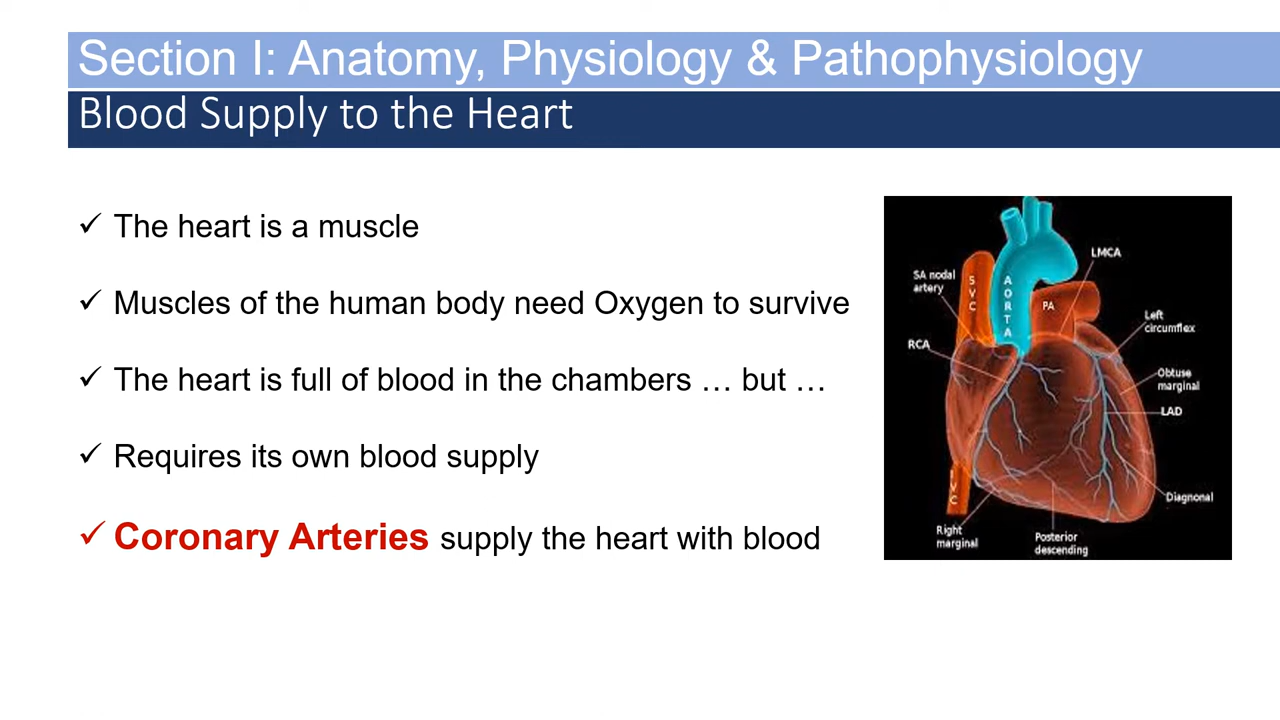 Section I: Anatomy, Physiology & Pathophysiology
Blood Supply to the Heart
✓ The heart is a muscle
✓ Muscles of the human body need Oxygen to survive
✓ The heart is full of blood in the chambers … but …
✓ Requires its own blood supply
✓ Coronary Arteries supply the heart with blood
LMCA
SA nodal
artery
SVC
AORTA
PA
Left
circumflex
RCA
Obtuse
marginal
LAD
IVC
Diagnonal
Right
marginal
Posterior
descending